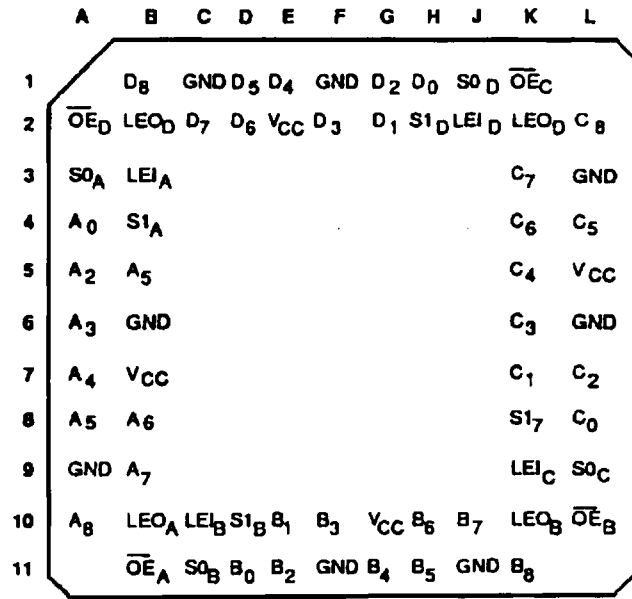 A B C D E F G H J K L
1 D8 GND D5 D4 GND D2 D0 S0D OEC
2 OED LEOD D7 D6 VCC D3 D1 S1D LEID LEOD C8
3 S0A LEIA C7 GND
4 A0 S1A C6 C5
5 A2 A5 C4 VCC
6 A3 GND C3 GND
7 A4 VCC C1 C2
8 A5 A6 S17 C0
9 GND A7 LEIC S0C
10 A8 LEOA LEIB S1B B1 B3 VCC B6 B7 LEOB OEB
11 OEA S0B B0 B2 GND B4 B5 GND B8